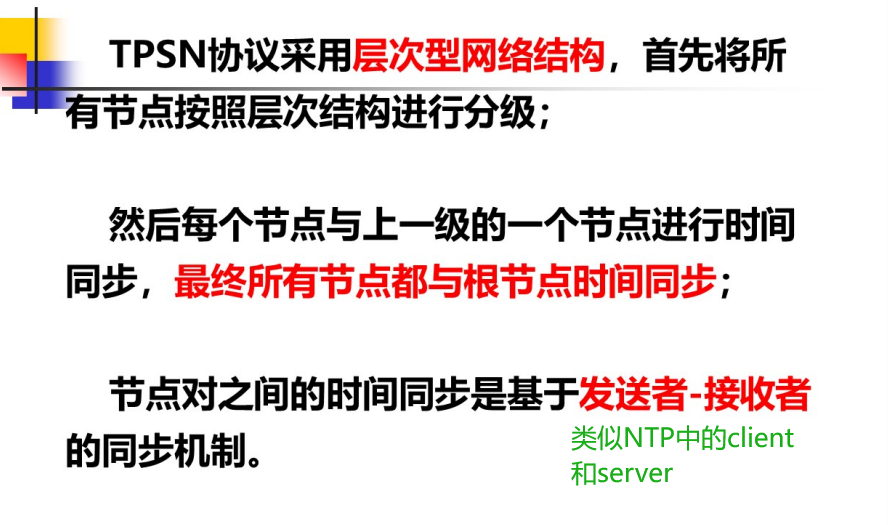 TPSN协议采用层次型网络结构，首先将所
有节点按照层次结构进行分级；
然后每个节点与上一级的一个节点进行时间
同步，最终所有节点都与根节点时间同步；
节点对之间的时间同步是基于发送者-接收者
的同步机制。
类似NTP中的client
和server